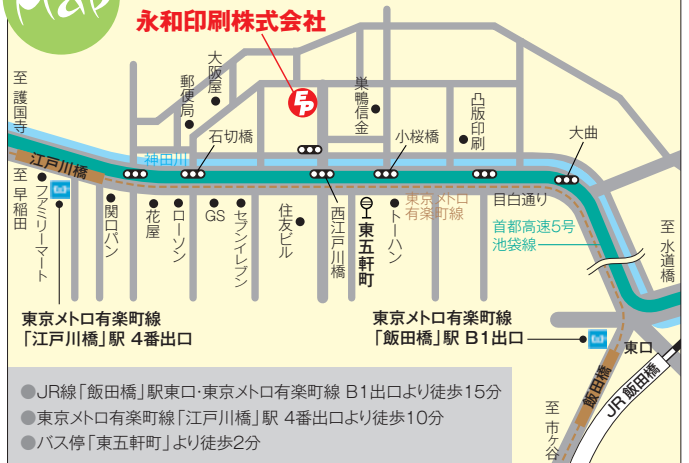 Map
永和印刷株式会社
至 護国寺
郵便局
大阪屋
EP
巣鴨信金
凸版印刷
石切橋
小桜橋
大曲
神田川
江戸川橋
至 早稲田
ファミリーマート
関口パン
花屋
ローソン
GS
セブンイレブン
住友ビル
西江戸川橋
東五軒町
トーハン
東京メトロ
有楽町線
目白通り
首都高速5号
池袋線
至 水道橋
東京メトロ有楽町線
「江戸川橋」駅 4番出口
東京メトロ有楽町線
「飯田橋」駅 B1出口
東口
飯田橋
JR 飯田橋
至 市ヶ谷
●JR線「飯田橋」駅東口・東京メトロ有楽町線 B1出口より徒歩15分
●東京メトロ有楽町線「江戸川橋」駅 4番出口より徒歩10分
●バス停「東五軒町」より徒歩2分